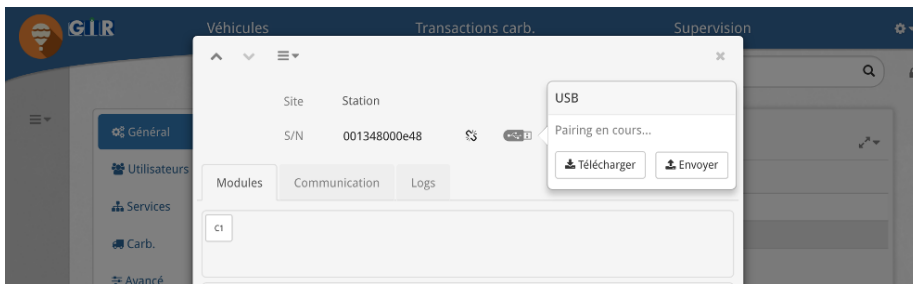 GIR
Véhicules
Transactions carb.
Supervision
Site Station
S/N 001348000e48
USB
Pairing en cours...
Télécharger
Envoyer
Général
Utilisateurs
Services
Carb.
Avancé
Modules
Communication
Logs
C1